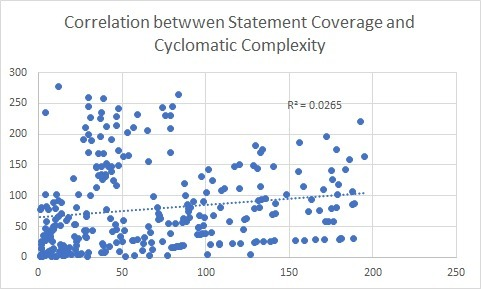 Correlation betwwen Statement Coverage and
Cyclomatic Complexity
300
250
R² = 0.0265
200
150
100
50
0
0 50 100 150 200 250